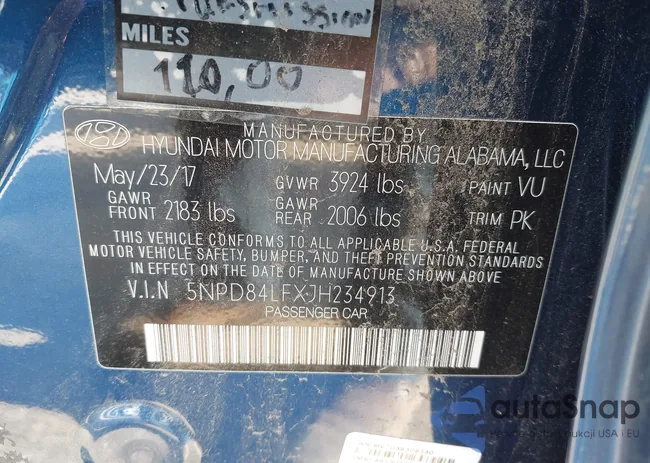 MILES
110,00
MANUFACTURED BY
HYUNDAI MOTOR MANUFACTURING ALABAMA, LLC
May/23/17 GVWR 3924 lbs PAINT VU
GAWR FRONT 2183 lbs GAWR REAR 2006 lbs TRIM PK
THIS VEHICLE CONFORMS TO ALL APPLICABLE U.S.A. FEDERAL
MOTOR VEHICLE SAFETY, BUMPER, AND THEFT PREVENTION STANDARDS
IN EFFECT ON THE DATE OF MANUFACTURE SHOWN ABOVE.
V.I.N 5NPD84LFXJH234913
PASSENGER CAR
autoSnap
USA i EU